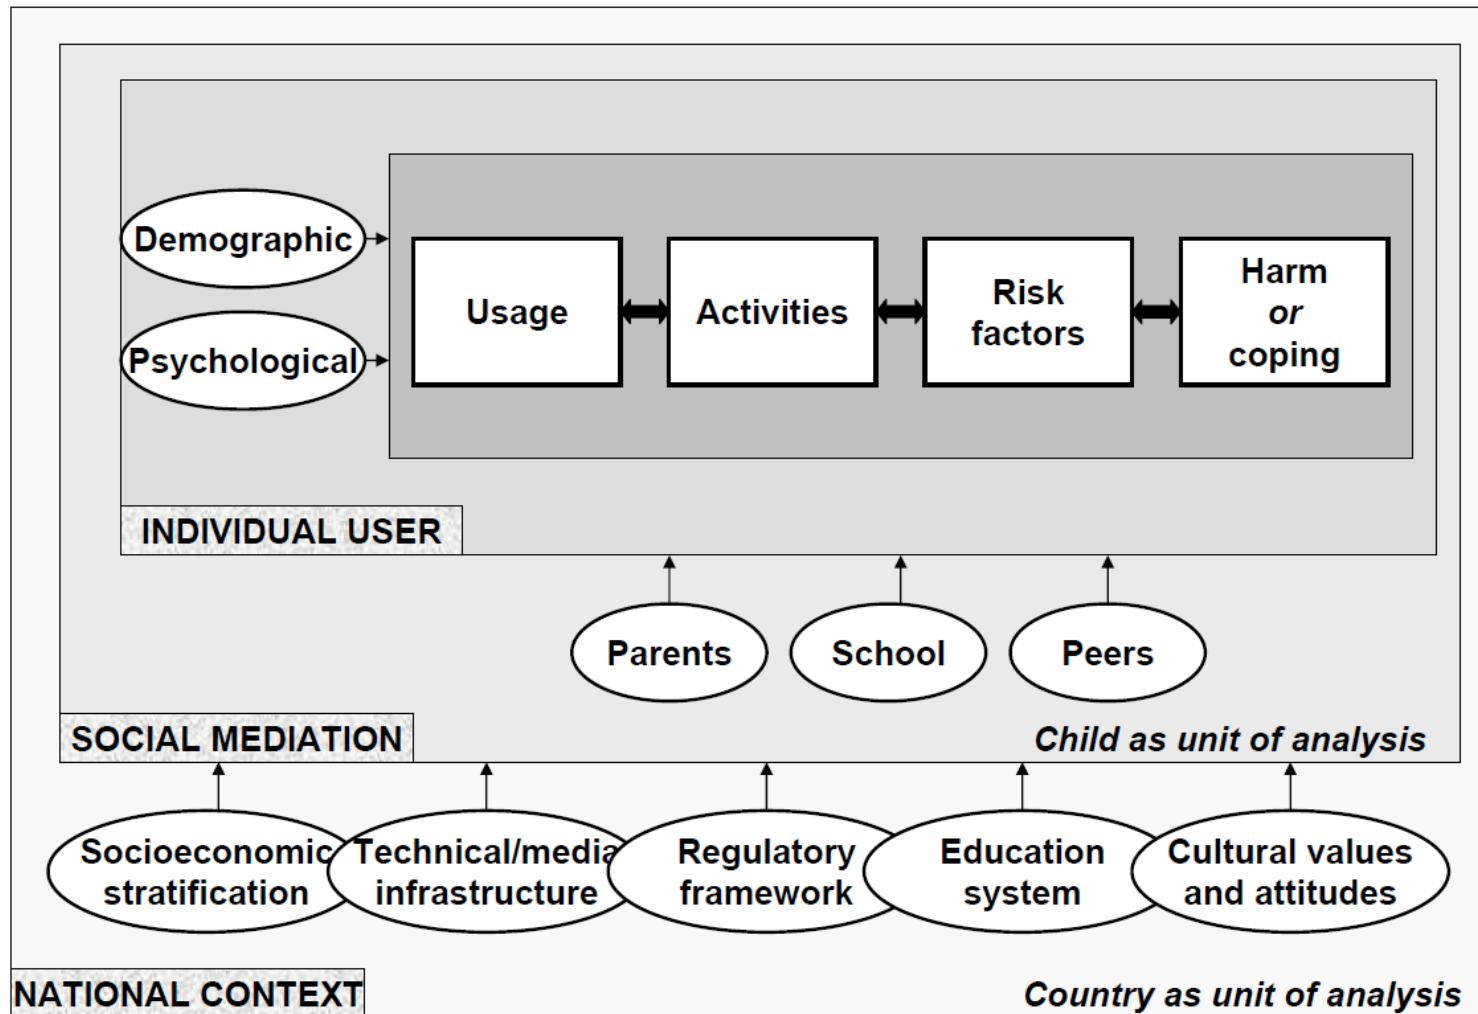 Demographic
Psychological
Usage
Activities
Risk
factors
Harm
or
coping
INDIVIDUAL USER
Parents
School
Peers
SOCIAL MEDIATION
Child as unit of analysis
Socioeconomic
stratification
Technical/media
infrastructure
Regulatory
framework
Education
system
Cultural values
and attitudes
NATIONAL CONTEXT
Country as unit of analysis